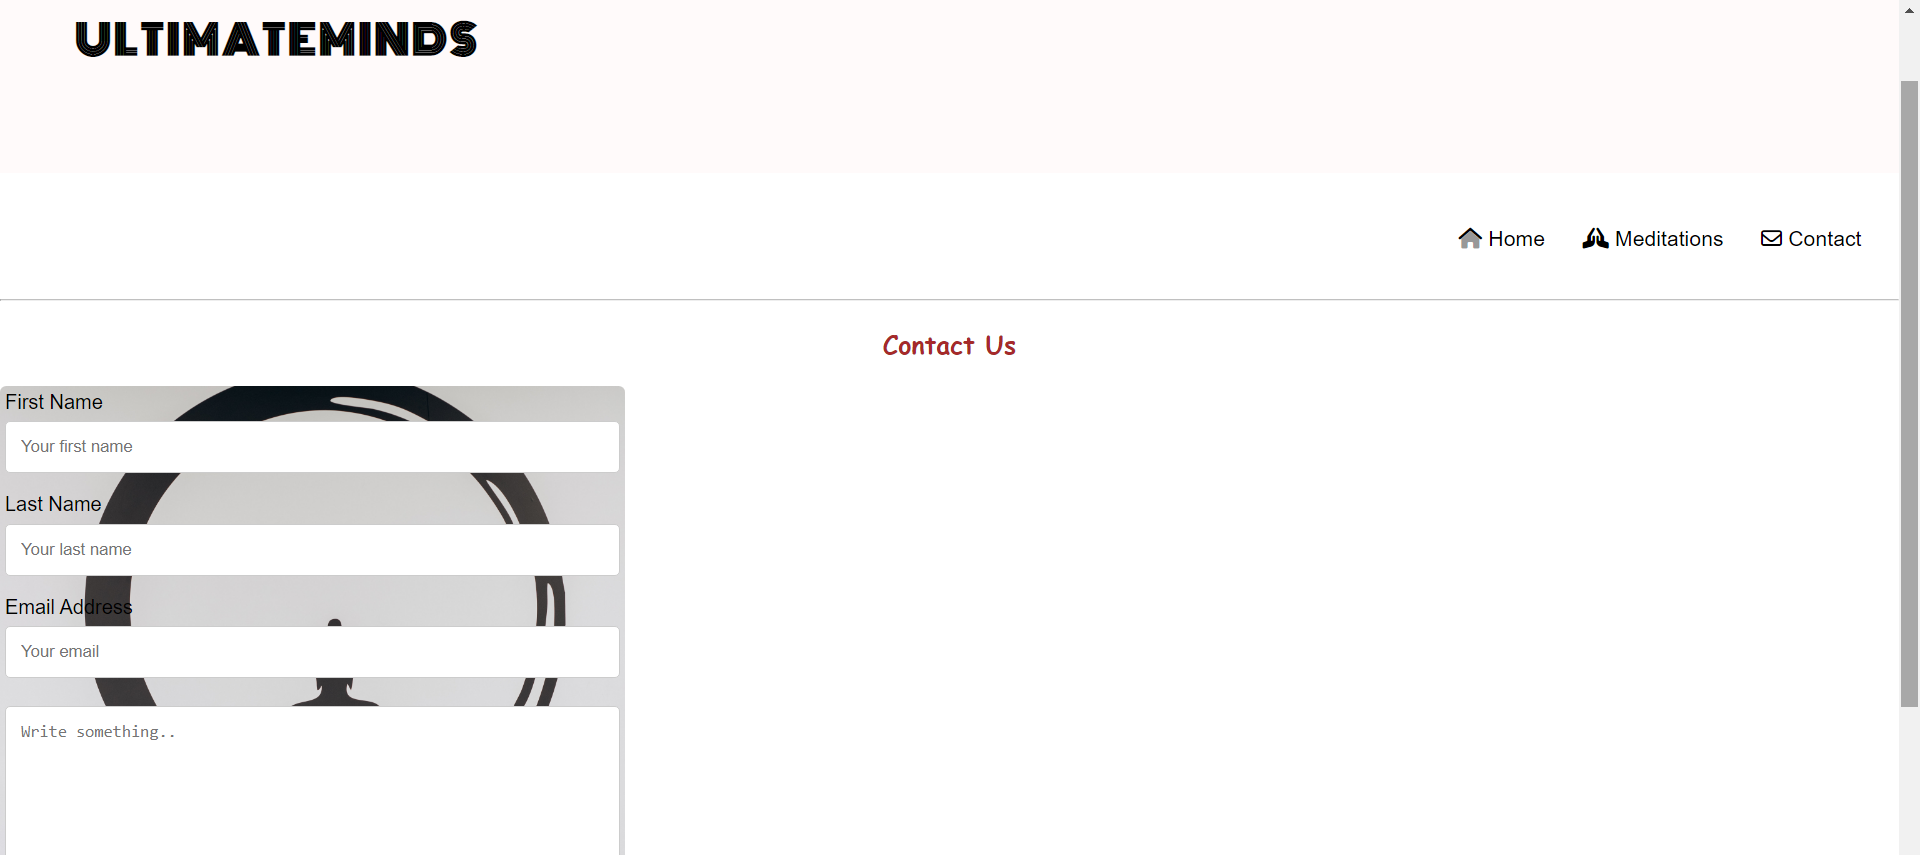 ULTIMATEMINDS
Home Meditations Contact
Contact Us
First Name
Your first name
Last Name
Your last name
Email Address
Your email
Write something..